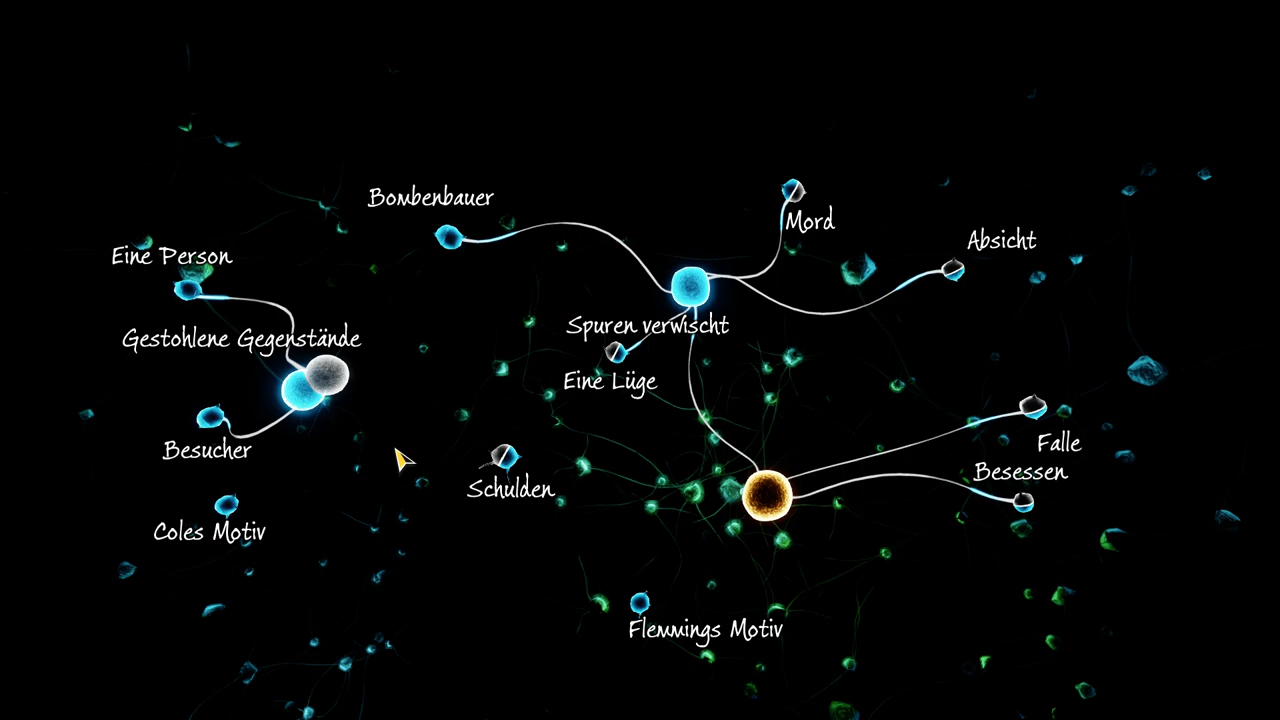 Bombenbauer
Mord
Absicht
Eine Person
Spuren verwischt
Gestohlene Gegenstände
Eine Lüge
Besucher
Falle
Besessen
Schulden
Coles Motiv
Flemmings Motiv